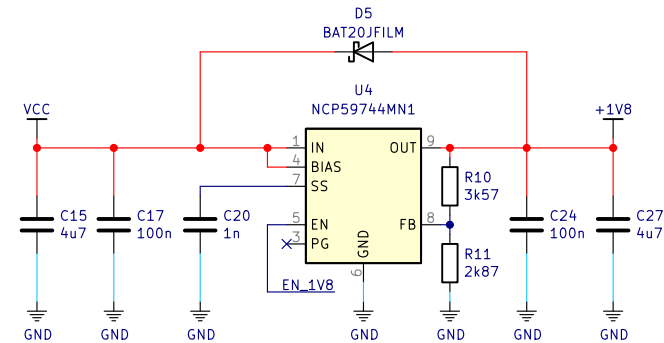 D5
BAT20JFILM
U4
NCP59744MN1
VCC
+1V8
1 IN
OUT 9
4 BIAS
7 SS
R10
3k57
C15
4u7
C17
100n
C20
1n
5 EN
FB 8
C24
100n
C27
4u7
3 PG
GND
6
R11
2k87
EN_1V8
GND
GND
GND
GND
GND
GND
GND